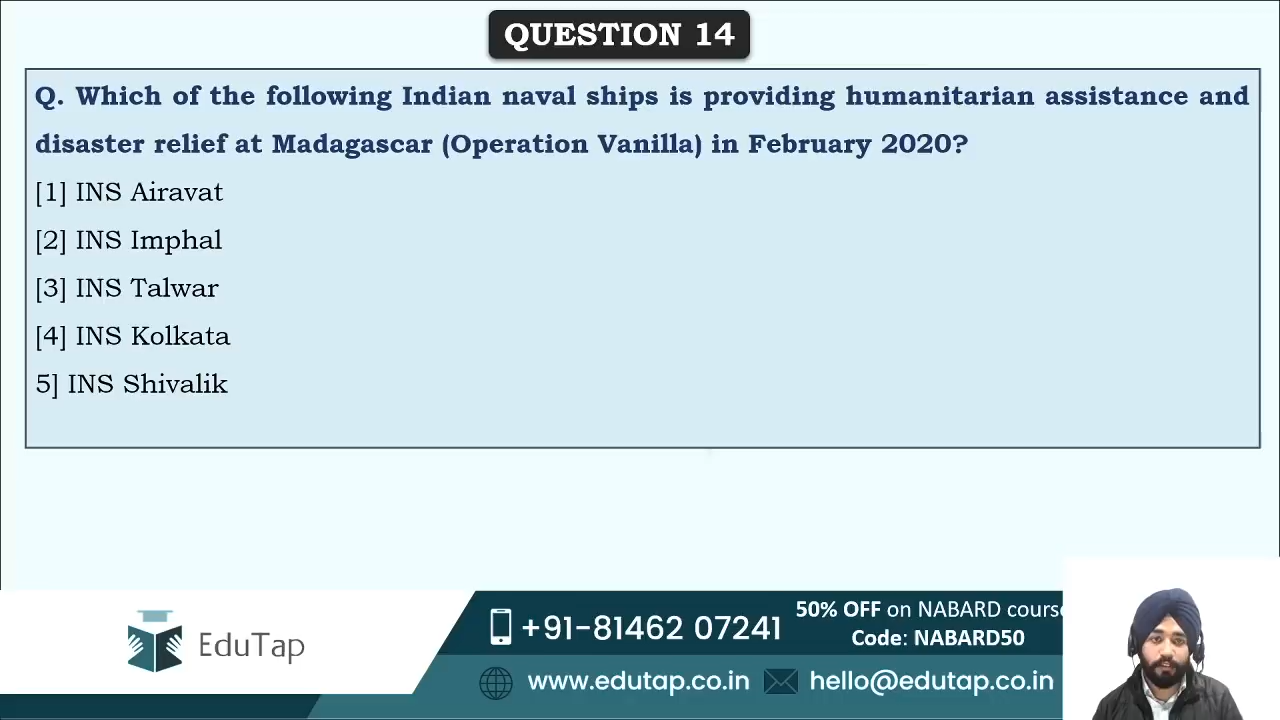 QUESTION 14
Q. Which of the following Indian naval ships is providing humanitarian assistance and
disaster relief at Madagascar (Operation Vanilla) in February 2020?
[1] INS Airavat
[2] INS Imphal
[3] INS Talwar
[4] INS Kolkata
5] INS Shivalik
EduTap
+91-81462 07241
50% OFF on NABARD course
Code: NABARD50
www.edutap.co.in
hello@edutap.co.in